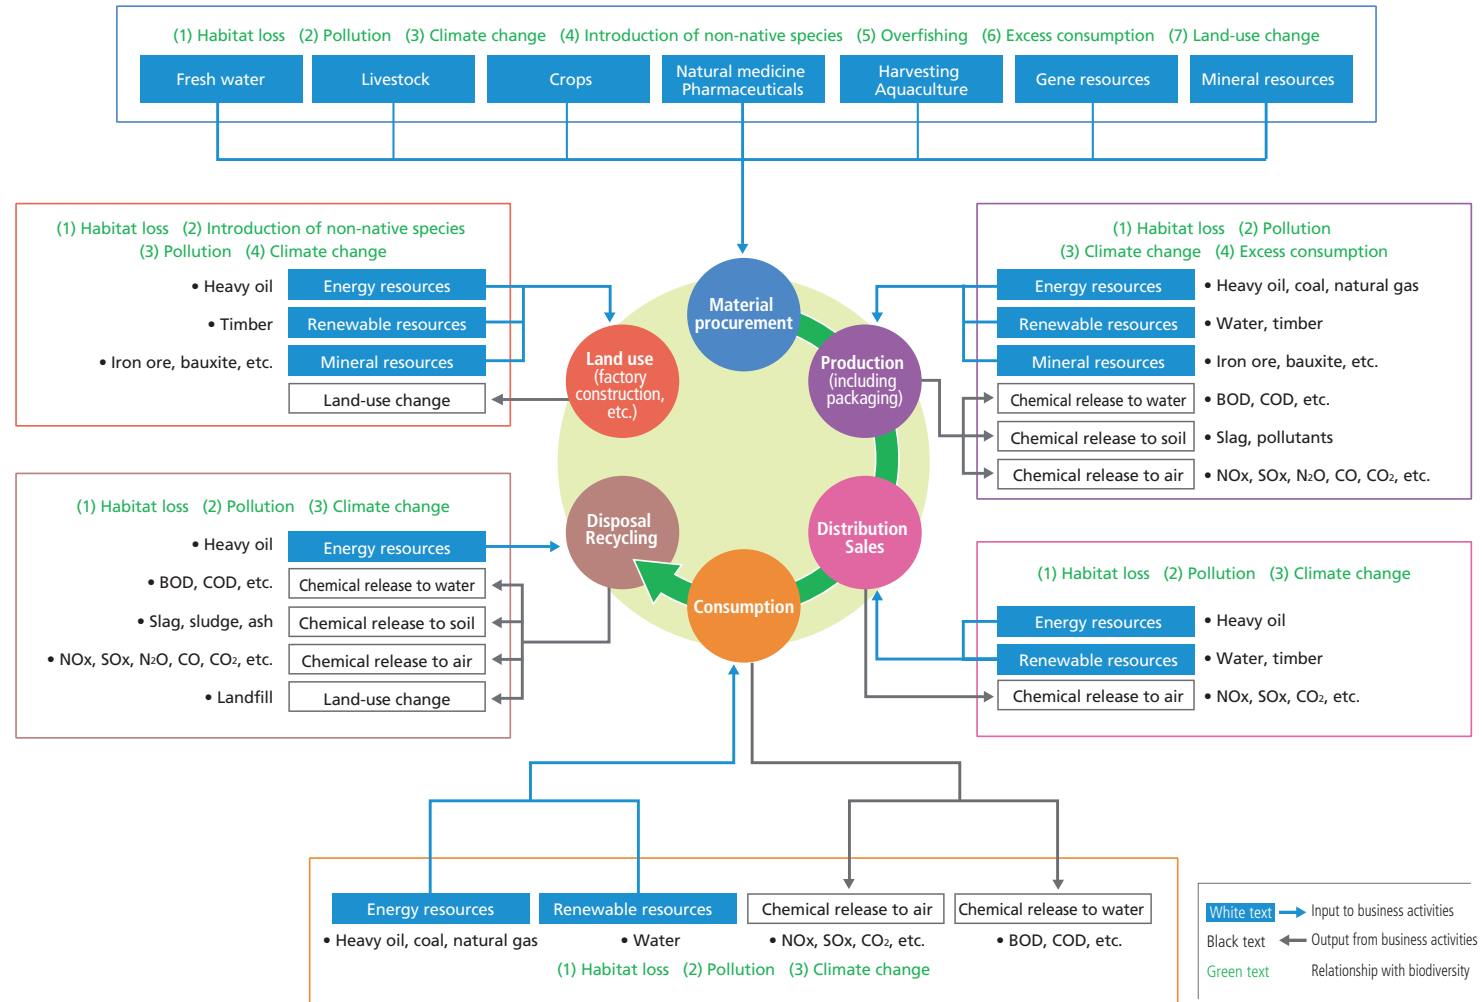 (1) Habitat loss (2) Pollution (3) Climate change (4) Introduction of non-native species (5) Overfishing (6) Excess consumption (7) Land-use change
Fresh water
Livestock
Crops
Natural medicine
Pharmaceuticals
Harvesting
Aquaculture
Gene resources
Mineral resources
(1) Habitat loss (2) Introduction of non-native species
(3) Pollution (4) Climate change
• Heavy oil
Energy resources
• Timber
Renewable resources
• Iron ore, bauxite, etc.
Mineral resources
Land-use change
Material
procurement
Land use
(factory
construction,
etc.)
Production
(including
packaging)
Disposal
Recycling
Distribution
Sales
Consumption
(1) Habitat loss (2) Pollution
(3) Climate change (4) Excess consumption
Energy resources
• Heavy oil, coal, natural gas
Renewable resources
• Water, timber
Mineral resources
• Iron ore, bauxite, etc.
Chemical release to water
• BOD, COD, etc.
Chemical release to soil
• Slag, pollutants
Chemical release to air
• NOx, SOx, N2O, CO, CO2, etc.
(1) Habitat loss (2) Pollution (3) Climate change
• Heavy oil
Energy resources
• BOD, COD, etc.
Chemical release to water
• Slag, sludge, ash
Chemical release to soil
• NOx, SOx, N2O, CO, CO2, etc.
Chemical release to air
• Landfill
Land-use change
(1) Habitat loss (2) Pollution (3) Climate change
Energy resources
• Heavy oil
Renewable resources
• Water, timber
Chemical release to air
• NOx, SOx, CO2, etc.
Energy resources
• Heavy oil, coal, natural gas
Renewable resources
• Water
Chemical release to air
• NOx, SOx, CO2, etc.
Chemical release to water
• BOD, COD, etc.
(1) Habitat loss (2) Pollution (3) Climate change
White text
Input to business activities
Black text
Output from business activities
Green text
Relationship with biodiversity